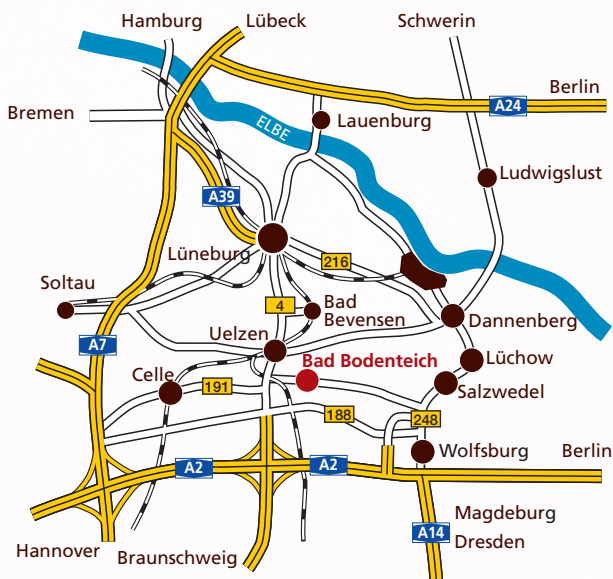 Hamburg
Lübeck
Schwerin
Berlin
A24
Bremen
ELBE
Lauenburg
Ludwigslust
A39
Lüneburg
216
Soltau
4
Bad
Bevensen
Dannenberg
A7
Uelzen
Bad Bodenteich
Lüchow
Celle
191
Salzwedel
188
248
Wolfsburg
Berlin
A2
A2
Magdeburg
Dresden
A14
Hannover
Braunschweig